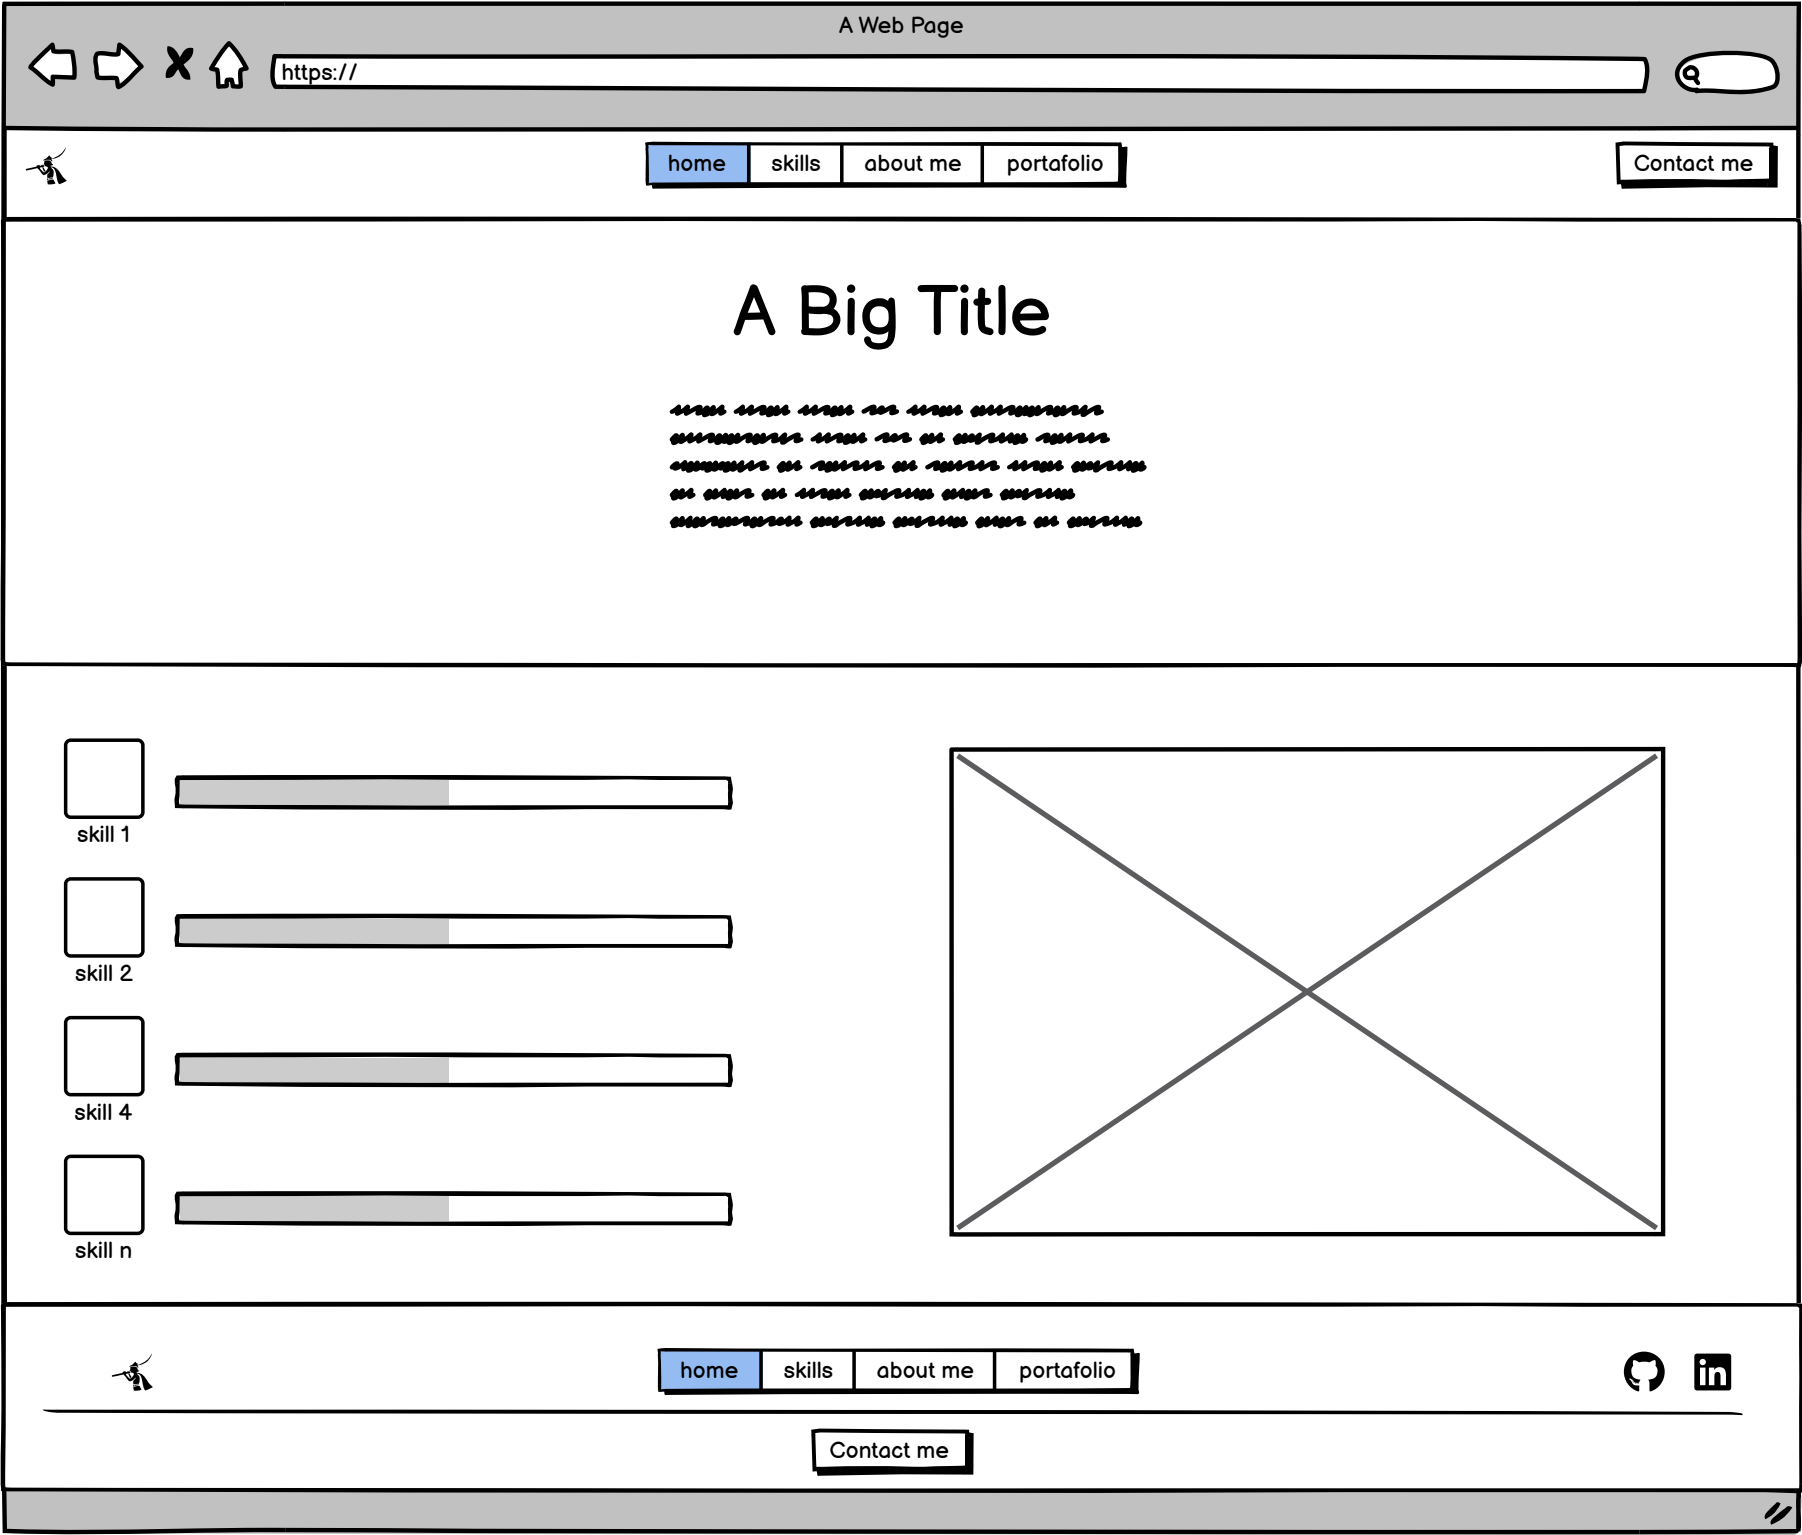 A Web Page
https://
home skills about me portafolio
Contact me
A Big Title
skill 1
skill 2
skill 4
skill n
home skills about me portafolio
in
Contact me